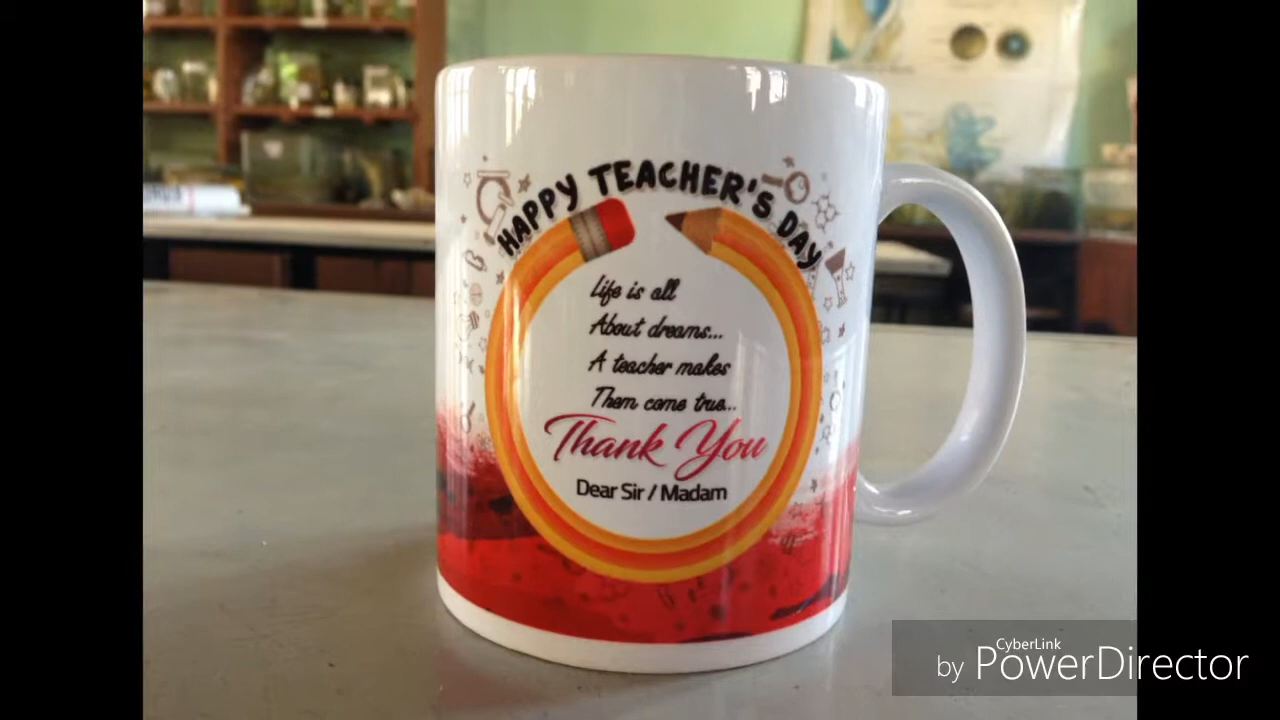 HAPPY TEACHER'S DAY
Life is all
About dreams...
A teacher makes
Them come true...
Thank You
Dear Sir / Madam
CyberLink
by PowerDirector